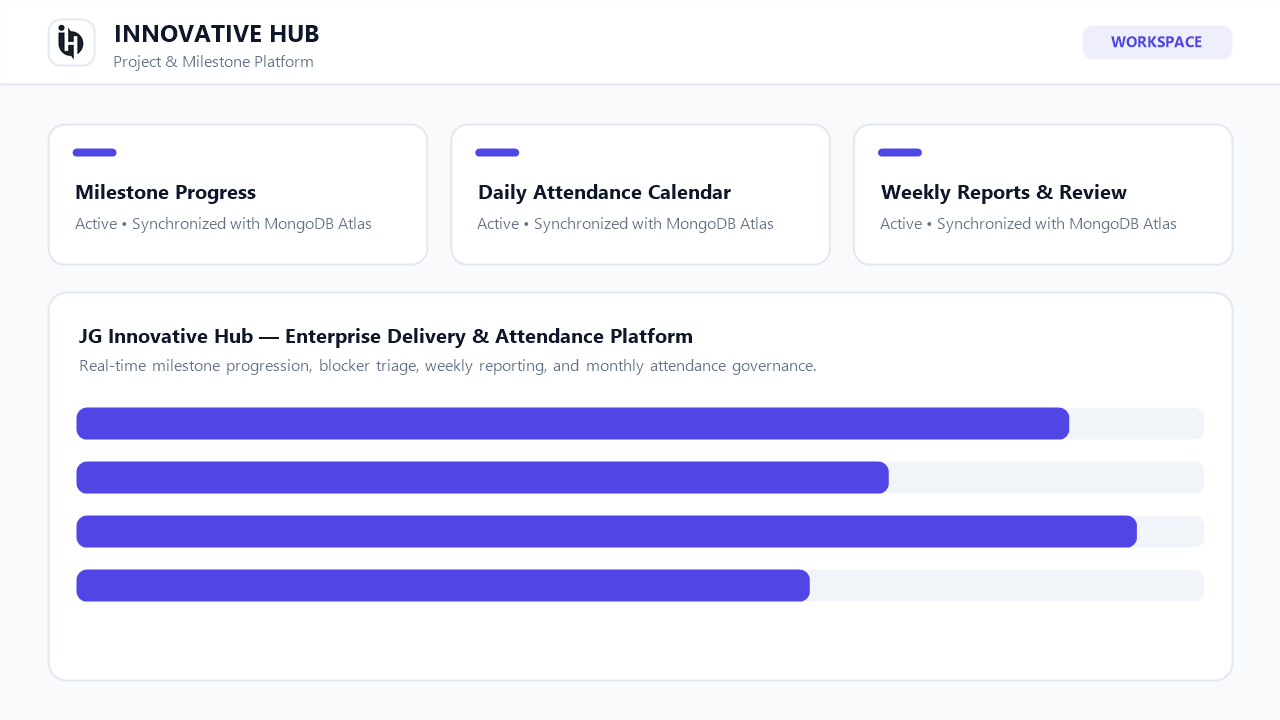 INNOVATIVE HUB
Project & Milestone Platform
WORKSPACE
Milestone Progress
Active • Synchronized with MongoDB Atlas
Daily Attendance Calendar
Active • Synchronized with MongoDB Atlas
Weekly Reports & Review
Active • Synchronized with MongoDB Atlas
JG Innovative Hub — Enterprise Delivery & Attendance Platform
Real-time milestone progression, blocker triage, weekly reporting, and monthly attendance governance.